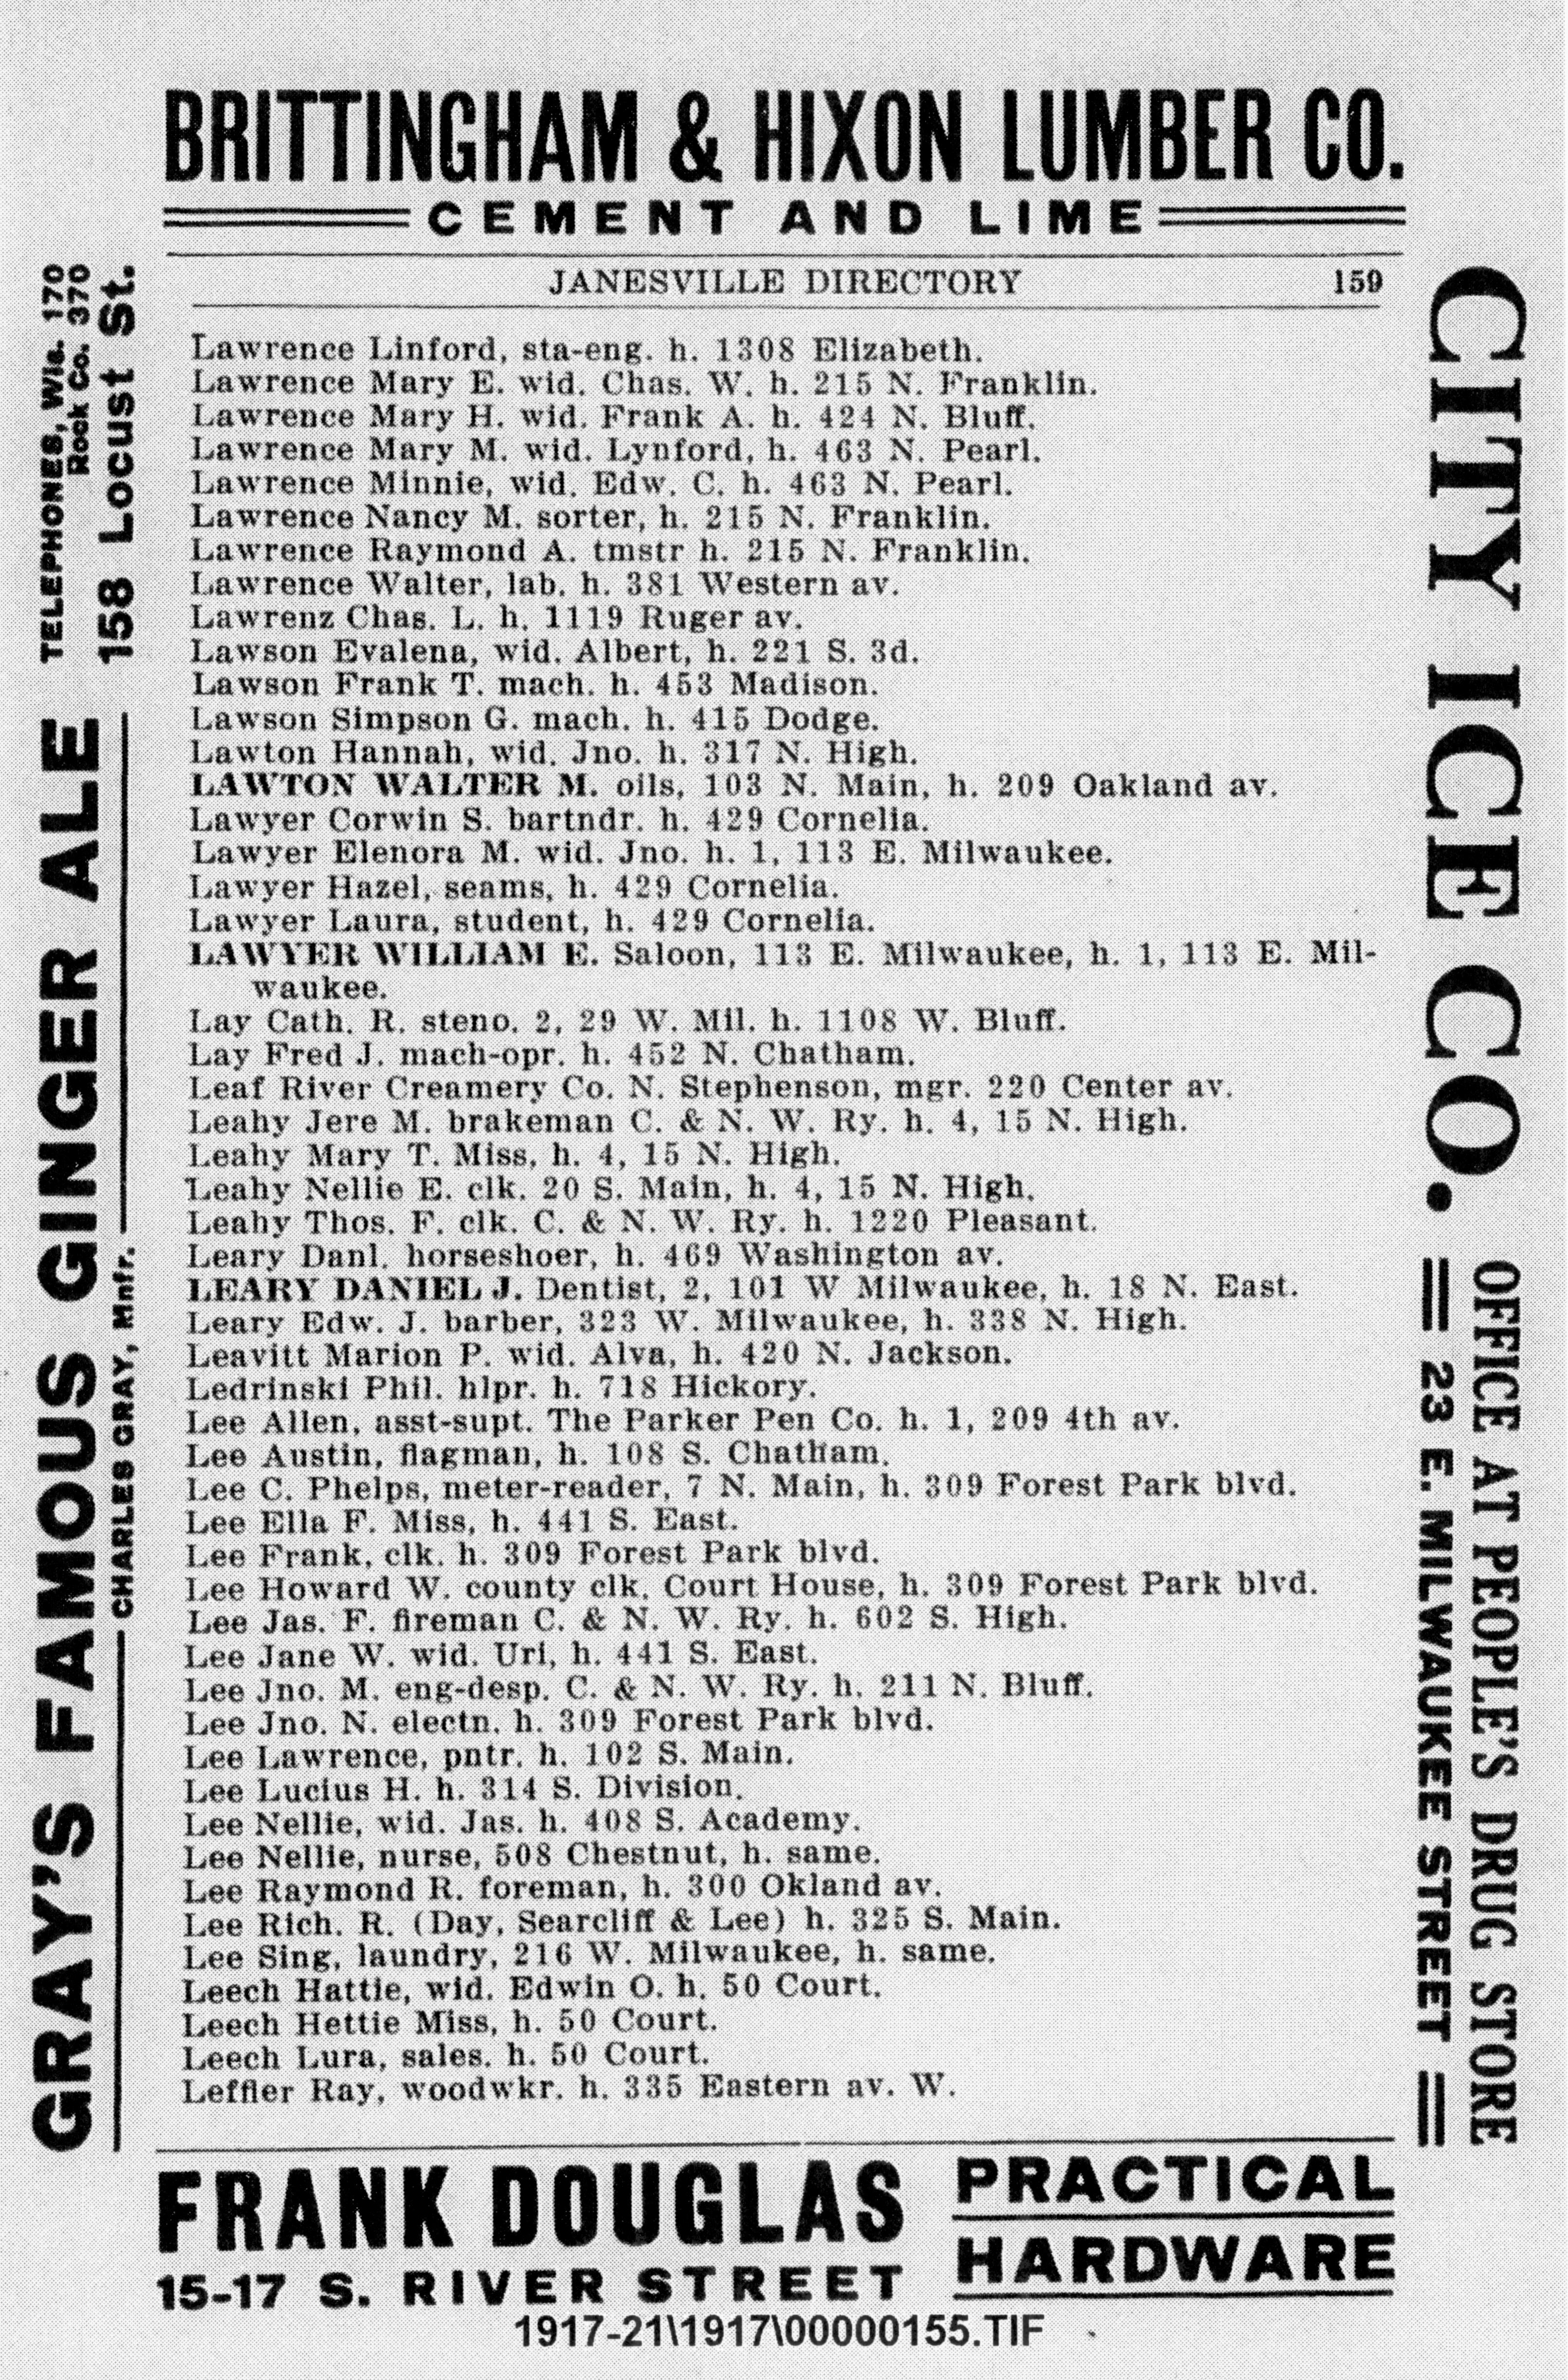 BRITTINGHAM & HIXON LUMBER CO.
CEMENT AND LIME
JANESVILLE DIRECTORY 159
Lawrence Linford, sta-eng. h. 1308 Elizabeth.
Lawrence Mary E. wid. Chas. W. h. 215 N. Franklin.
Lawrence Mary H. wid. Frank A. h. 424 N. Bluff.
Lawrence Mary M. wid. Lynford, h. 463 N. Pearl.
Lawrence Minnie, wid. Edw. C. h. 463 N. Pearl.
Lawrence Nancy M. sorter, h. 215 N. Franklin.
Lawrence Raymond A. tmstr h. 215 N. Franklin.
Lawrence Walter, lab. h. 381 Western av.
Lawrenz Chas. L. h. 1119 Ruger av.
Lawson Evalena, wid. Albert, h. 221 S. 3d.
Lawson Frank T. mach. h. 453 Madison.
Lawson Simpson G. mach. h. 415 Dodge.
Lawton Hannah, wid. Jno. h. 317 N. High.
LAWTON WALTER M. oils, 103 N. Main, h. 209 Oakland av.
Lawyer Corwin S. bartndr. h. 429 Cornelia.
Lawyer Elenora M. wid. Jno. h. 1, 113 E. Milwaukee.
Lawyer Hazel, seams, h. 429 Cornelia.
Lawyer Laura, student, h. 429 Cornelia.
LAWYER WILLIAM E. Saloon, 113 E. Milwaukee, h. 1, 113 E. Mil-
waukee.
Lay Cath. R. steno. 2, 29 W. Mil. h. 1108 W. Bluff.
Lay Fred J. mach-opr. h. 452 N. Chatham.
Leaf River Creamery Co. N. Stephenson, mgr. 220 Center av.
Leahy Jere M. brakeman C. & N. W. Ry. h. 4, 15 N. High.
Leahy Mary T. Miss, h. 4, 15 N. High.
Leahy Nellie E. clk. 20 S. Main, h. 4, 15 N. High.
Leahy Thos. F. clk. C. & N. W. Ry. h. 1220 Pleasant.
Leary Danl. horseshoer, h. 469 Washington av.
LEARY DANIEL J. Dentist, 2, 101 W Milwaukee, h. 18 N. East.
Leary Edw. J. barber, 323 W. Milwaukee, h. 338 N. High.
Leavitt Marion P. wid. Alva, h. 420 N. Jackson.
Ledrinski Phil. hlpr. h. 718 Hickory.
Lee Allen, asst-supt. The Parker Pen Co. h. 1, 209 4th av.
Lee Austin, flagman, h. 108 S. Chatham.
Lee C. Phelps, meter-reader, 7 N. Main, h. 309 Forest Park blvd.
Lee Ella F. Miss, h. 441 S. East.
Lee Frank, clk. h. 309 Forest Park blvd.
Lee Howard W. county clk. Court House, h. 309 Forest Park blvd.
Lee Jas. F. fireman C. & N. W. Ry. h. 602 S. High.
Lee Jane W. wid. Uri, h. 441 S. East.
Lee Jno. M. eng-desp. C. & N. W. Ry. h. 211 N. Bluff.
Lee Jno. N. electn. h. 309 Forest Park blvd.
Lee Lawrence, pntr. h. 102 S. Main.
Lee Lucius H. h. 314 S. Division.
Lee Nellie, wid. Jas. h. 408 S. Academy.
Lee Nellie, nurse, 508 Chestnut, h. same.
Lee Raymond R. foreman, h. 300 Okland av.
Lee Rich. R. (Day, Searcliff & Lee) h. 325 S. Main.
Lee Sing, laundry, 216 W. Milwaukee, h. same.
Leech Hattie, wid. Edwin O. h. 50 Court.
Leech Hettie Miss, h. 50 Court.
Leech Lura, sales. h. 50 Court.
Leffler Ray, woodwkr. h. 335 Eastern av. W.
GRAY'S FAMOUS GINGER ALE
CHARLES GRAY, Mnfr.
TELEPHONES, Wis. 170
Rock Co. 370
158 Locust St.
CITY ICE CO.
OFFICE AT PEOPLE'S DRUG STORE
23 E. MILWAUKEE STREET
FRANK DOUGLAS
15-17 S. RIVER STREET
PRACTICAL
HARDWARE
1917-21\1917\00000155.TIF